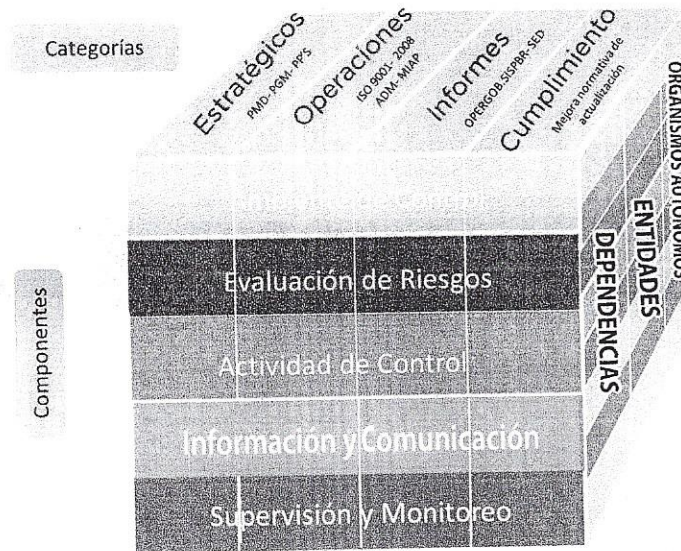 Categorías
Estratégicos
PMD- PGM- PP'S
Operaciones
ISO 9001- 2008
ADM- MIAP
Informes
OPERGOB-SISPBR- SED
Cumplimiento
Mejora normativa de
actualización
Componentes
Evaluación de Riesgos
Actividad de Control
Información y Comunicación
Supervisión y Monitoreo
DEPENDENCIAS
ENTIDADES
ORGANISMOS AUTONOMOS